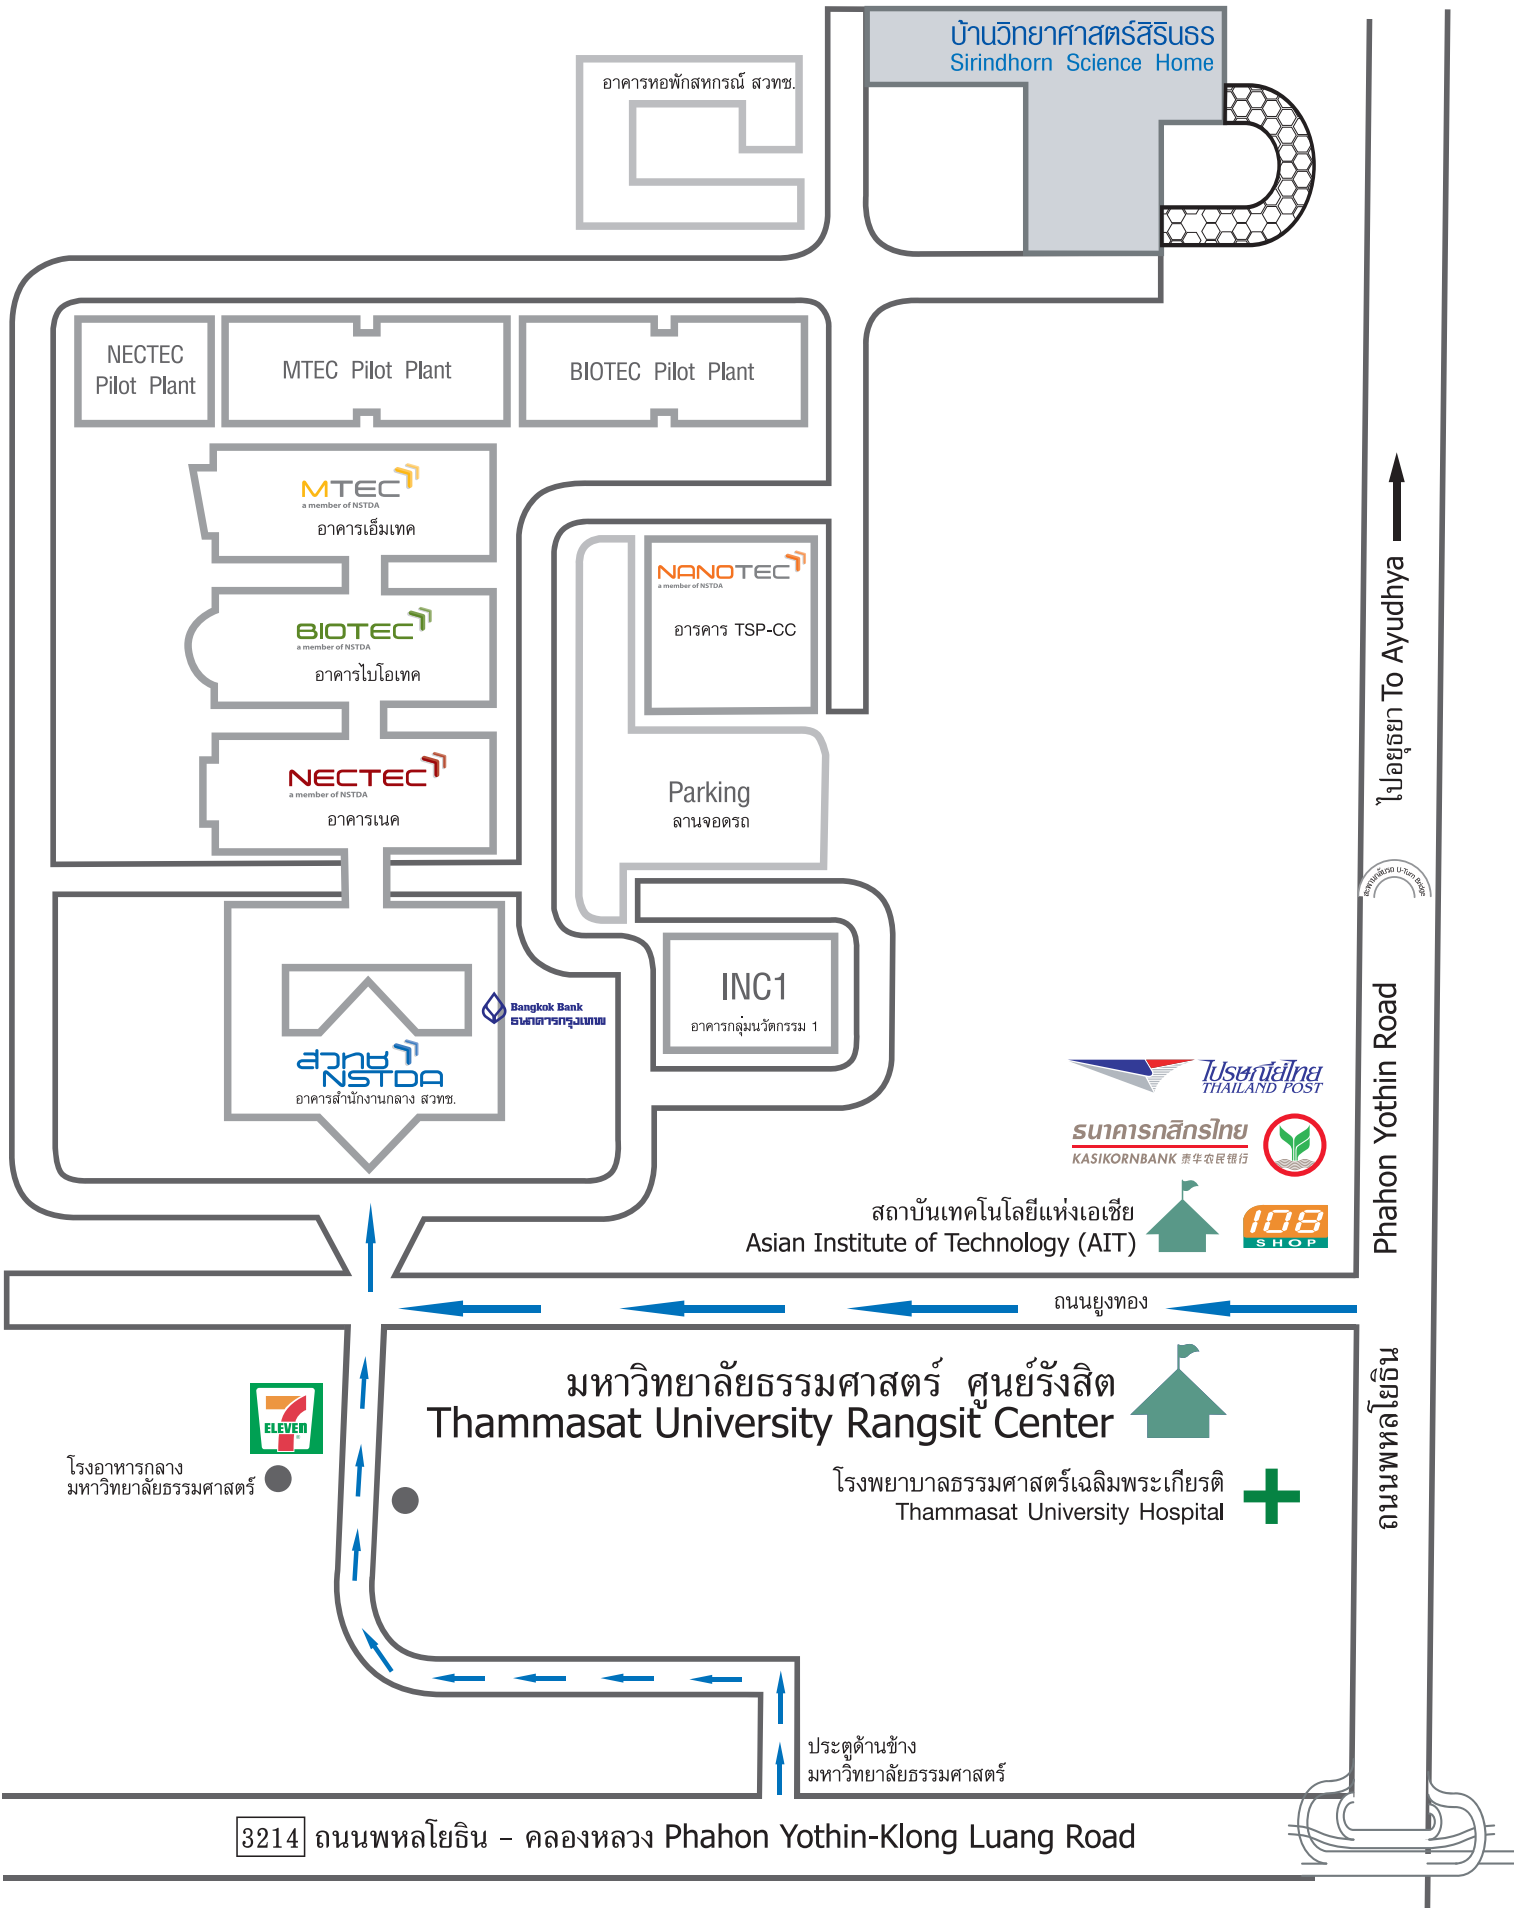 บ้านวิทยาศาสตร์สิรินธร
Sirindhorn Science Home
อาคารหอพักสหกรณ์ สวทช.
NECTEC
Pilot Plant
MTEC Pilot Plant
BIOTEC Pilot Plant
MTEC
a member of NSTDA
อาคารเอ็มเทค
NANOTEC
a member of NSTDA
อารคาร TSP-CC
BIOTEC
a member of NSTDA
อาคารไบโอเทค
ไปอยุธยา To Ayudhya
NECTEC
a member of NSTDA
อาคารเนค
Parking
ลานจอดรถ
สะพานกลับรถ U-Turn Bridge
INC1
อาคารกลุ่มนวัตกรรม 1
Bangkok Bank
ธนาคารกรุงเทพ
สวทช
NSTDA
อาคารสำนักงานกลาง สวทช.
Phahon Yothin Road
ไปรษณีย์ไทย
THAILAND POST
ธนาคารกสิกรไทย
KASIKORNBANK 泰华农民银行
สถาบันเทคโนโลยีแห่งเอเชีย
Asian Institute of Technology (AIT)
108
SHOP
ถนนยูงทอง
ถนนพหลโยธิน
มหาวิทยาลัยธรรมศาสตร์ ศูนย์รังสิต
Thammasat University Rangsit Center
7
ELEVEN
โรงอาหารกลาง
มหาวิทยาลัยธรรมศาสตร์
โรงพยาบาลธรรมศาสตร์เฉลิมพระเกียรติ
Thammasat University Hospital
ประตูด้านข้าง
มหาวิทยาลัยธรรมศาสตร์
3214 ถนนพหลโยธิน - คลองหลวง Phahon Yothin-Klong Luang Road